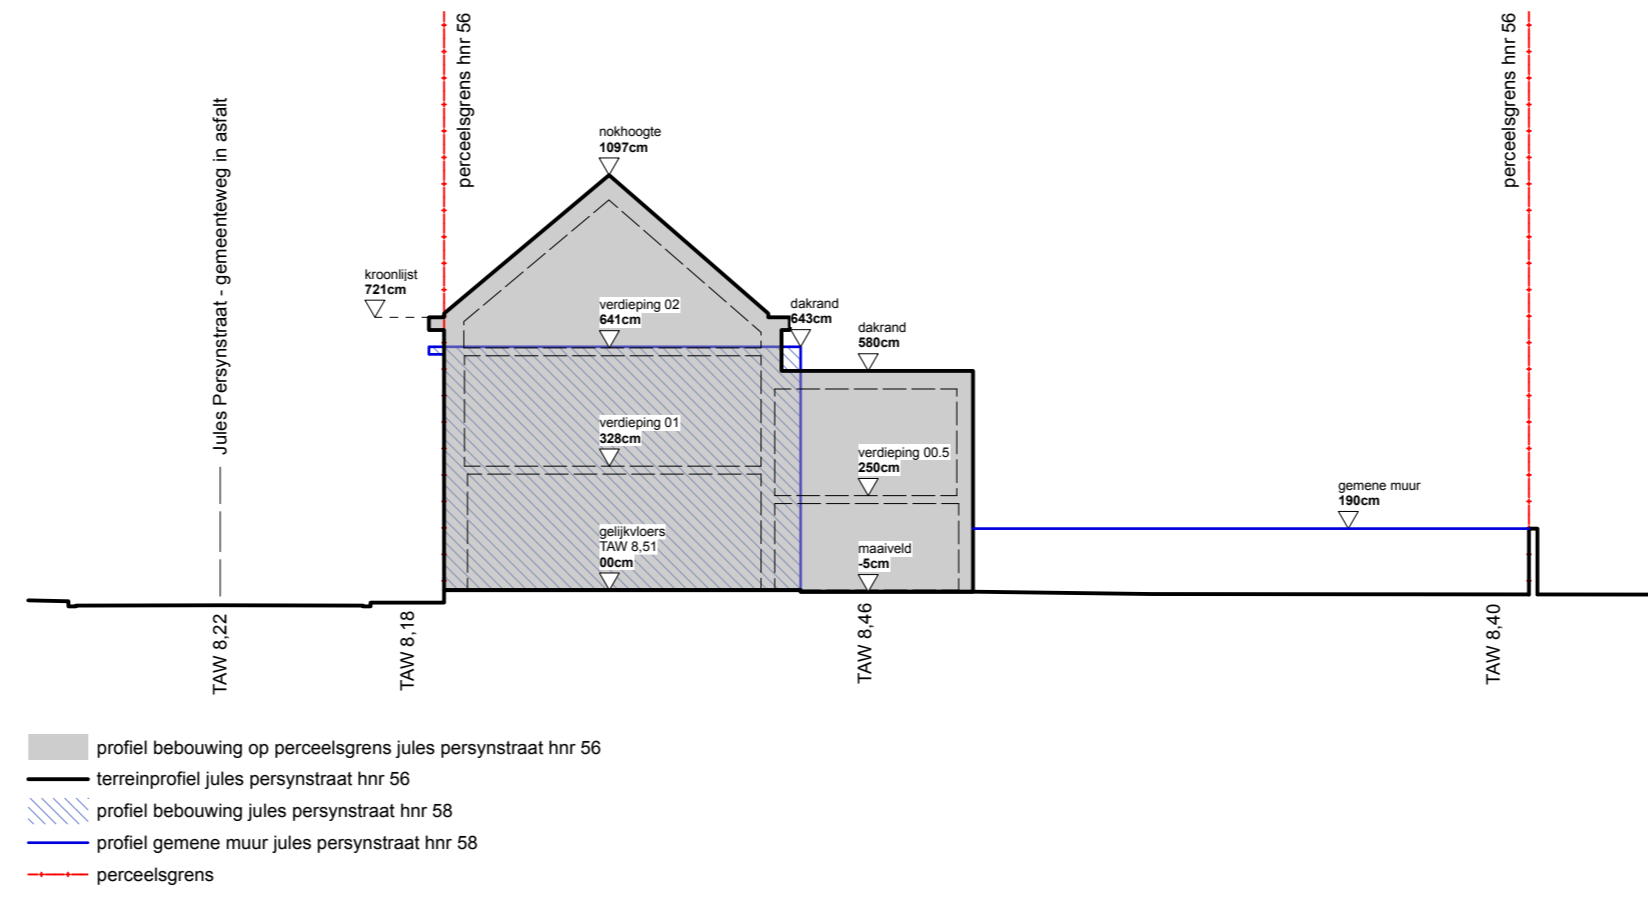 Jules Persynstraat - gemeenteweg in asfalt
perceelsgrens hnr 56
perceelsgrens hnr 56
nokhoogte
1097cm
kroonlijst
721cm
verdieping 02
641cm
dakrand
643cm
dakrand
580cm
verdieping 01
328cm
verdieping 00.5
250cm
gemene muur
190cm
gelijkvloers
TAW 8,51
00cm
maaiveld
-5cm
TAW 8,22
TAW 8,18
TAW 8,46
TAW 8,40
profiel bebouwing op perceelsgrens jules persynstraat hnr 56
terreinprofiel jules persynstraat hnr 56
profiel bebouwing jules persynstraat hnr 58
profiel gemene muur jules persynstraat hnr 58
perceelsgrens